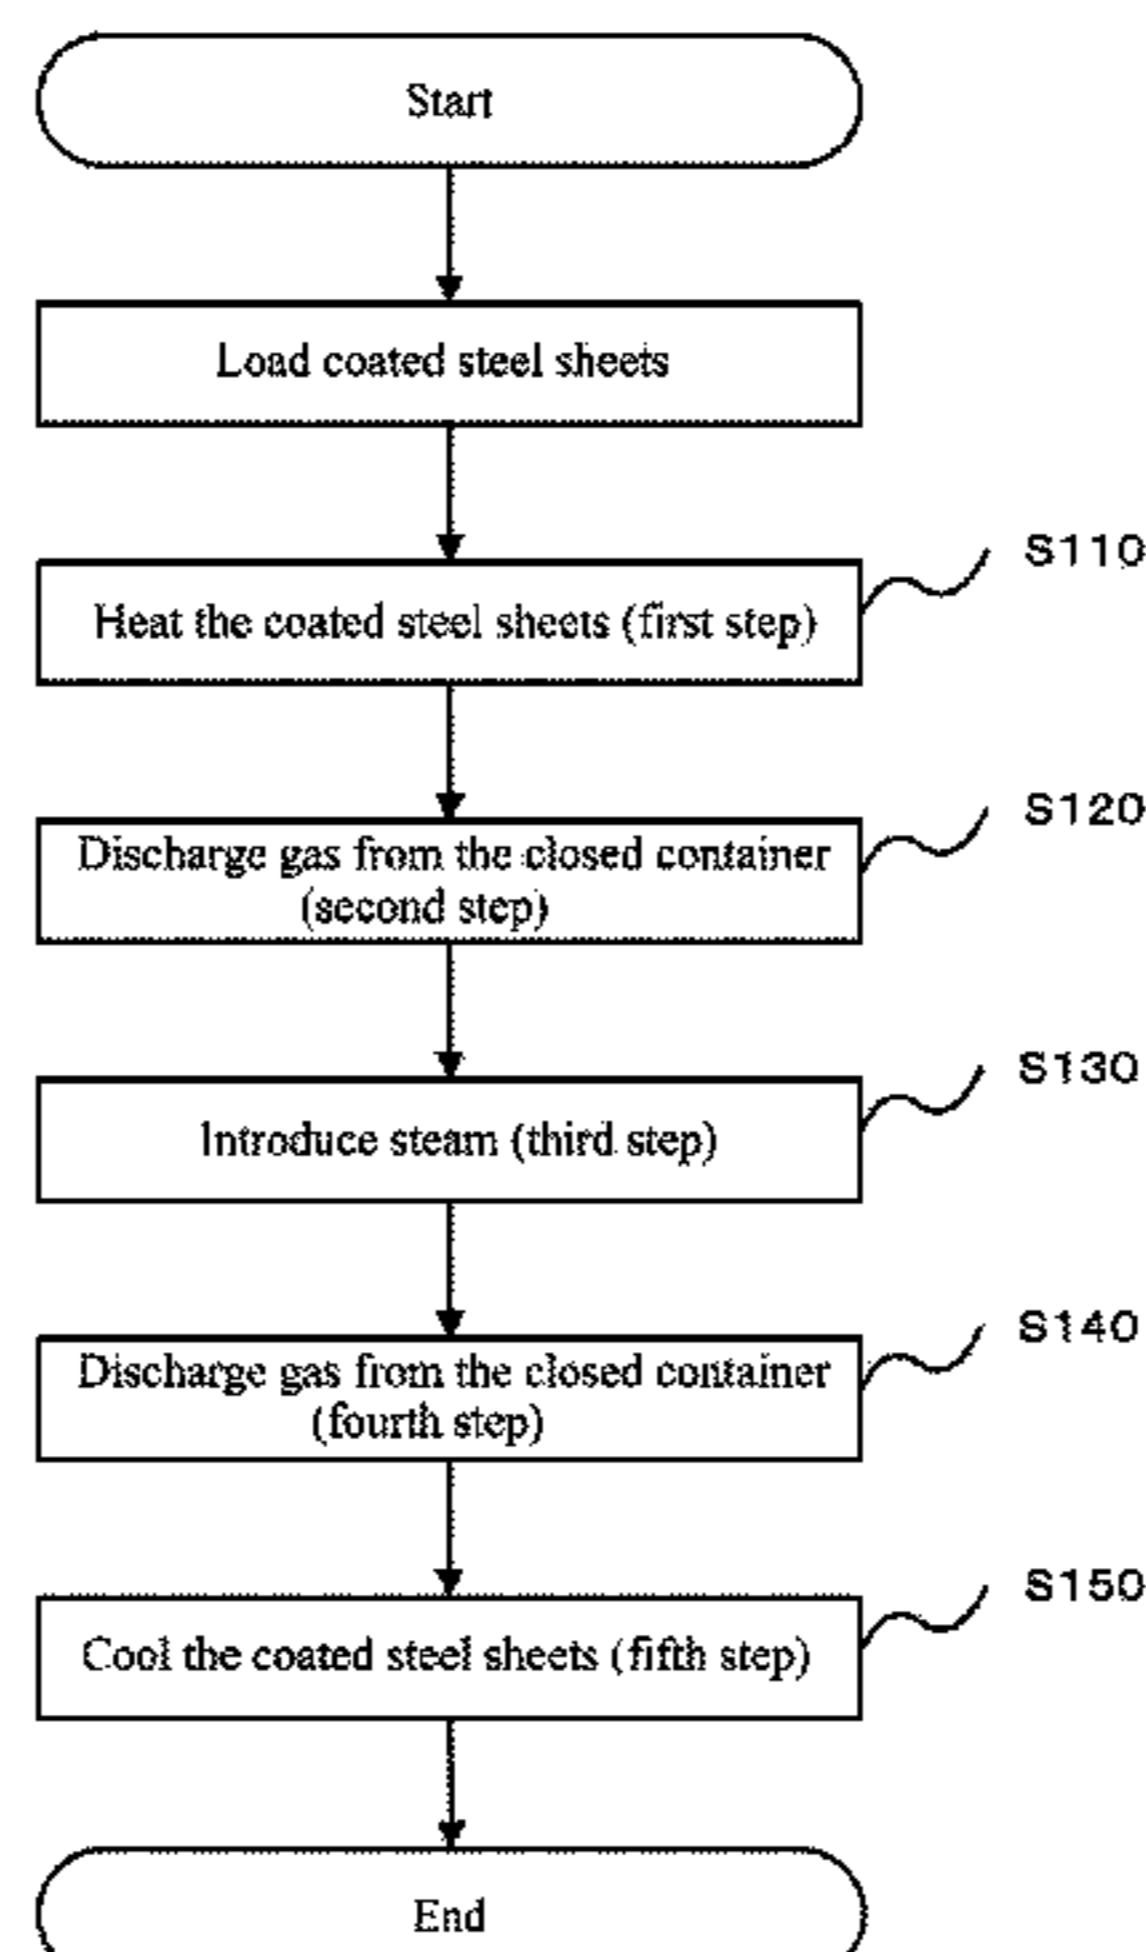 Start
Load coated steel sheets
S110
Heat the coated steel sheets (first step)
S120
Discharge gas from the closed container
(second step)
S130
Introduce steam (third step)
S140
Discharge gas from the closed container
(fourth step)
S150
Cool the coated steel sheets (fifth step)
End